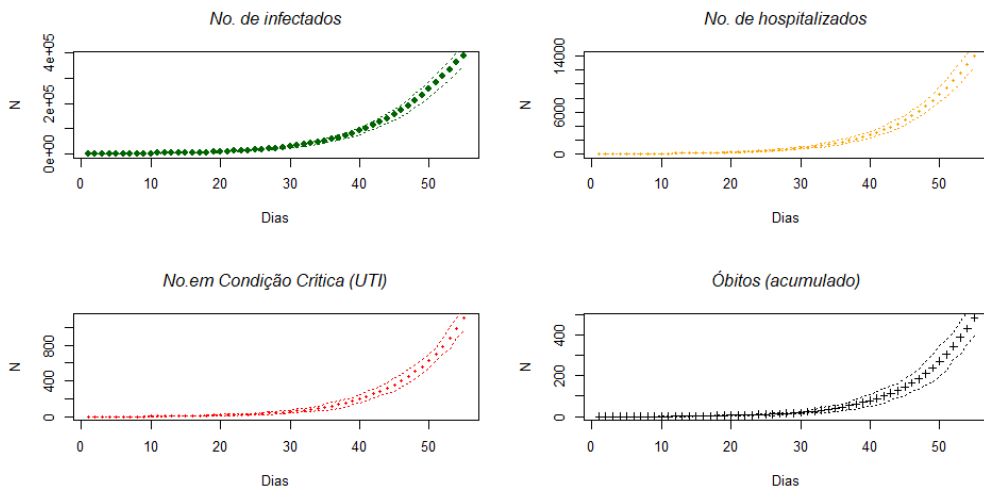 No. de infectados
N
0e+00 2e+05 4e+05
0 10 20 30 40 50
Dias
No. de hospitalizados
N
0 6000 14000
0 10 20 30 40 50
Dias
No.em Condição Crítica (UTI)
N
0 400 800
0 10 20 30 40 50
Dias
Óbitos (acumulado)
N
0 200 400
0 10 20 30 40 50
Dias